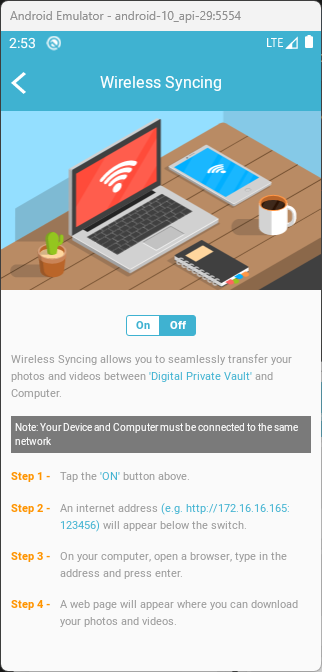 Android Emulator - android-10_api-29:5554
2:53
LTE
Wireless Syncing
On Off
Wireless Syncing allows you to seamlessly transfer your
photos and videos between 'Digital Private Vault' and
Computer.
Note: Your Device and Computer must be connected to the same
network
Step 1 - Tap the 'ON' button above.
Step 2 - An internet address (e.g. http://172.16.16.165:
123456) will appear below the switch.
Step 3 - On your computer, open a browser, type in the
address and press enter.
Step 4 - A web page will appear where you can download
your photos and videos.